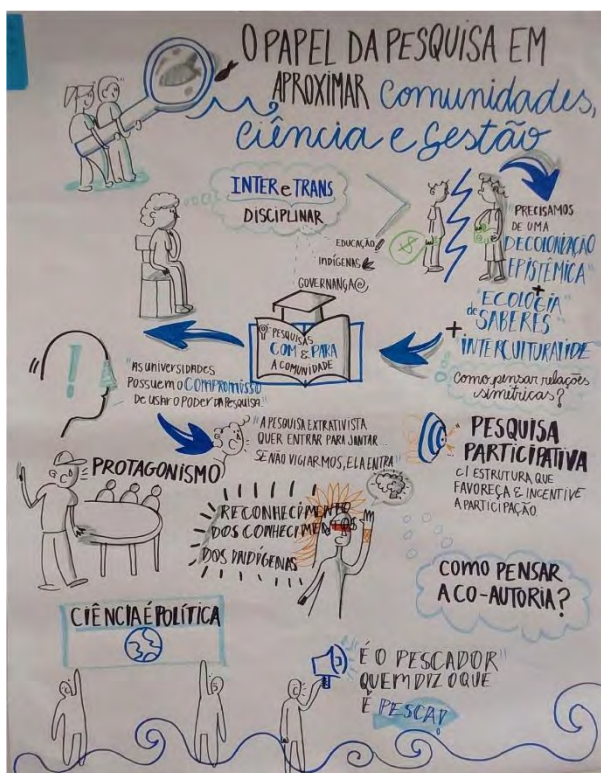 O PAPEL DA PESQUISA EM
APROXIMAR Comunidades,
Ciência e Gestão
INTER e TRANS
DISCIPLINAR
EDUCAÇÃO!
INDÍGENAS
GOVERNANÇA@
"PRECISAMOS
DE UMA
DECOLONIZAÇÃO
EPISTÊMICA"
+
"ECOLOGIA
de SABERES"
+ INTERCULTURALIDE
Como pensar relações
simétricas?
PESQUISAS
COM & PARA
A COMUNIDADE
"AS UNIVERSIDADES
POSSUEM O COMPROMISSO
DE USAR O PODER DA PESQUISA."
"A PESQUISA EXTRATIVISTA
QUER ENTRAR PARA JANTAR...
SE NÃO VIGIARMOS, ELA ENTRA"
PESQUISA
PARTICIPATIVA
C/ ESTRUTURA QUE
FAVOREÇA & INCENTIVE
A PARTICIPAÇÃO
PROTAGONISMO
RECONHECIMENTO
DOS CONHECIMENTOS
DOS INDÍGENAS
COMO PENSAR
A CO-AUTORIA?
CIÊNCIA É POLÍTICA
"É O PESCADOR"
QUEM DIZ O QUE
É PESCA!